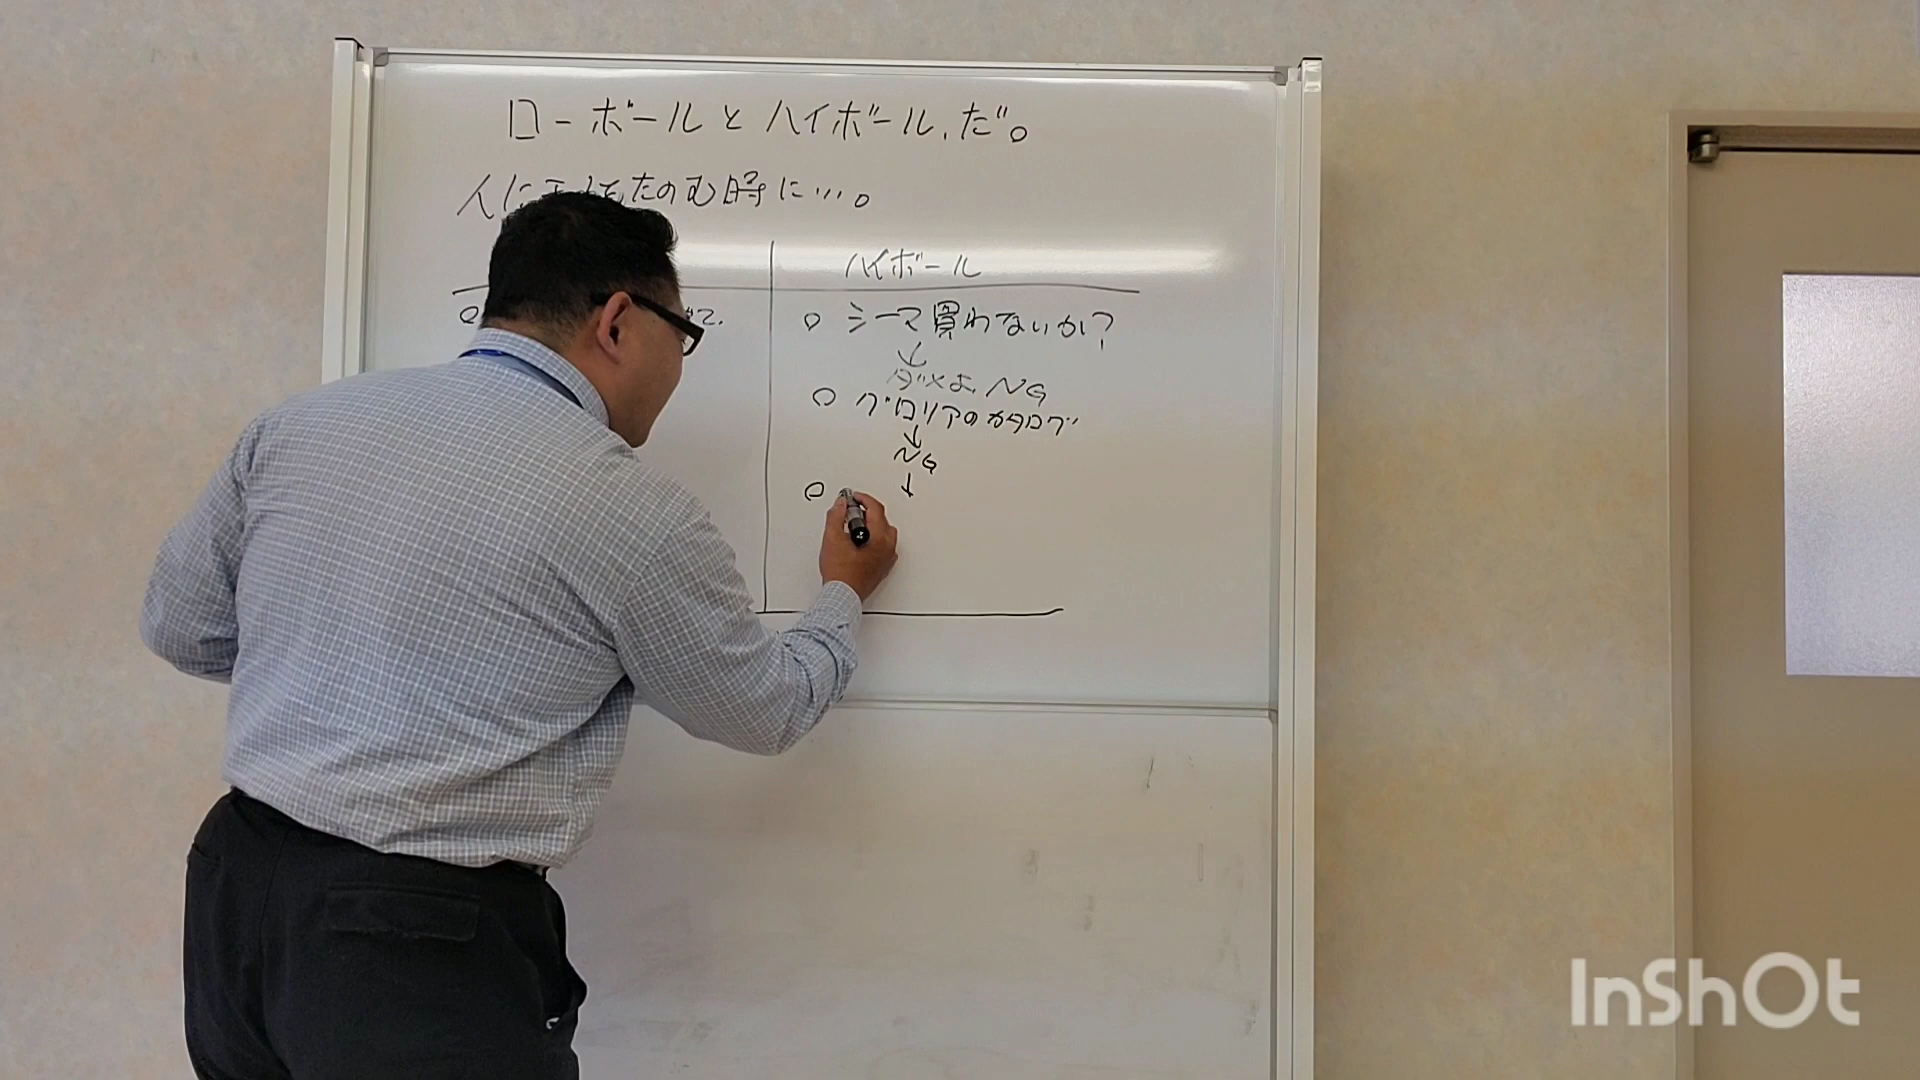 ローボールとハイボール.だ。
人に をたのむ時に…。
ハイボール
○ シーマ買わないか?
↓
ダメよ、NG
○ グロリアのカタログ
↓
NG
↓
○
InShOt